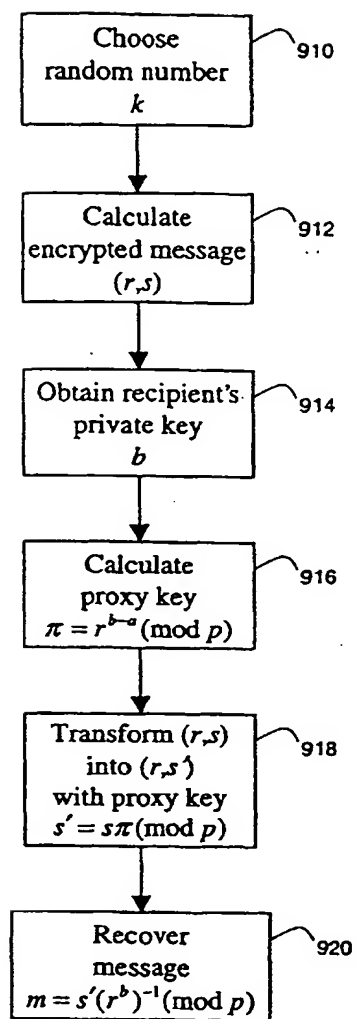 Choose
random number
k
910
Calculate
encrypted message
(r,s)
912
Obtain recipient's
private key
b
914
Calculate
proxy key
π = r^{b-a} (mod p)
916
Transform (r,s)
into (r,s')
with proxy key
s' = sπ (mod p)
918
Recover
message
m = s'(r^b)^{-1} (mod p)
920